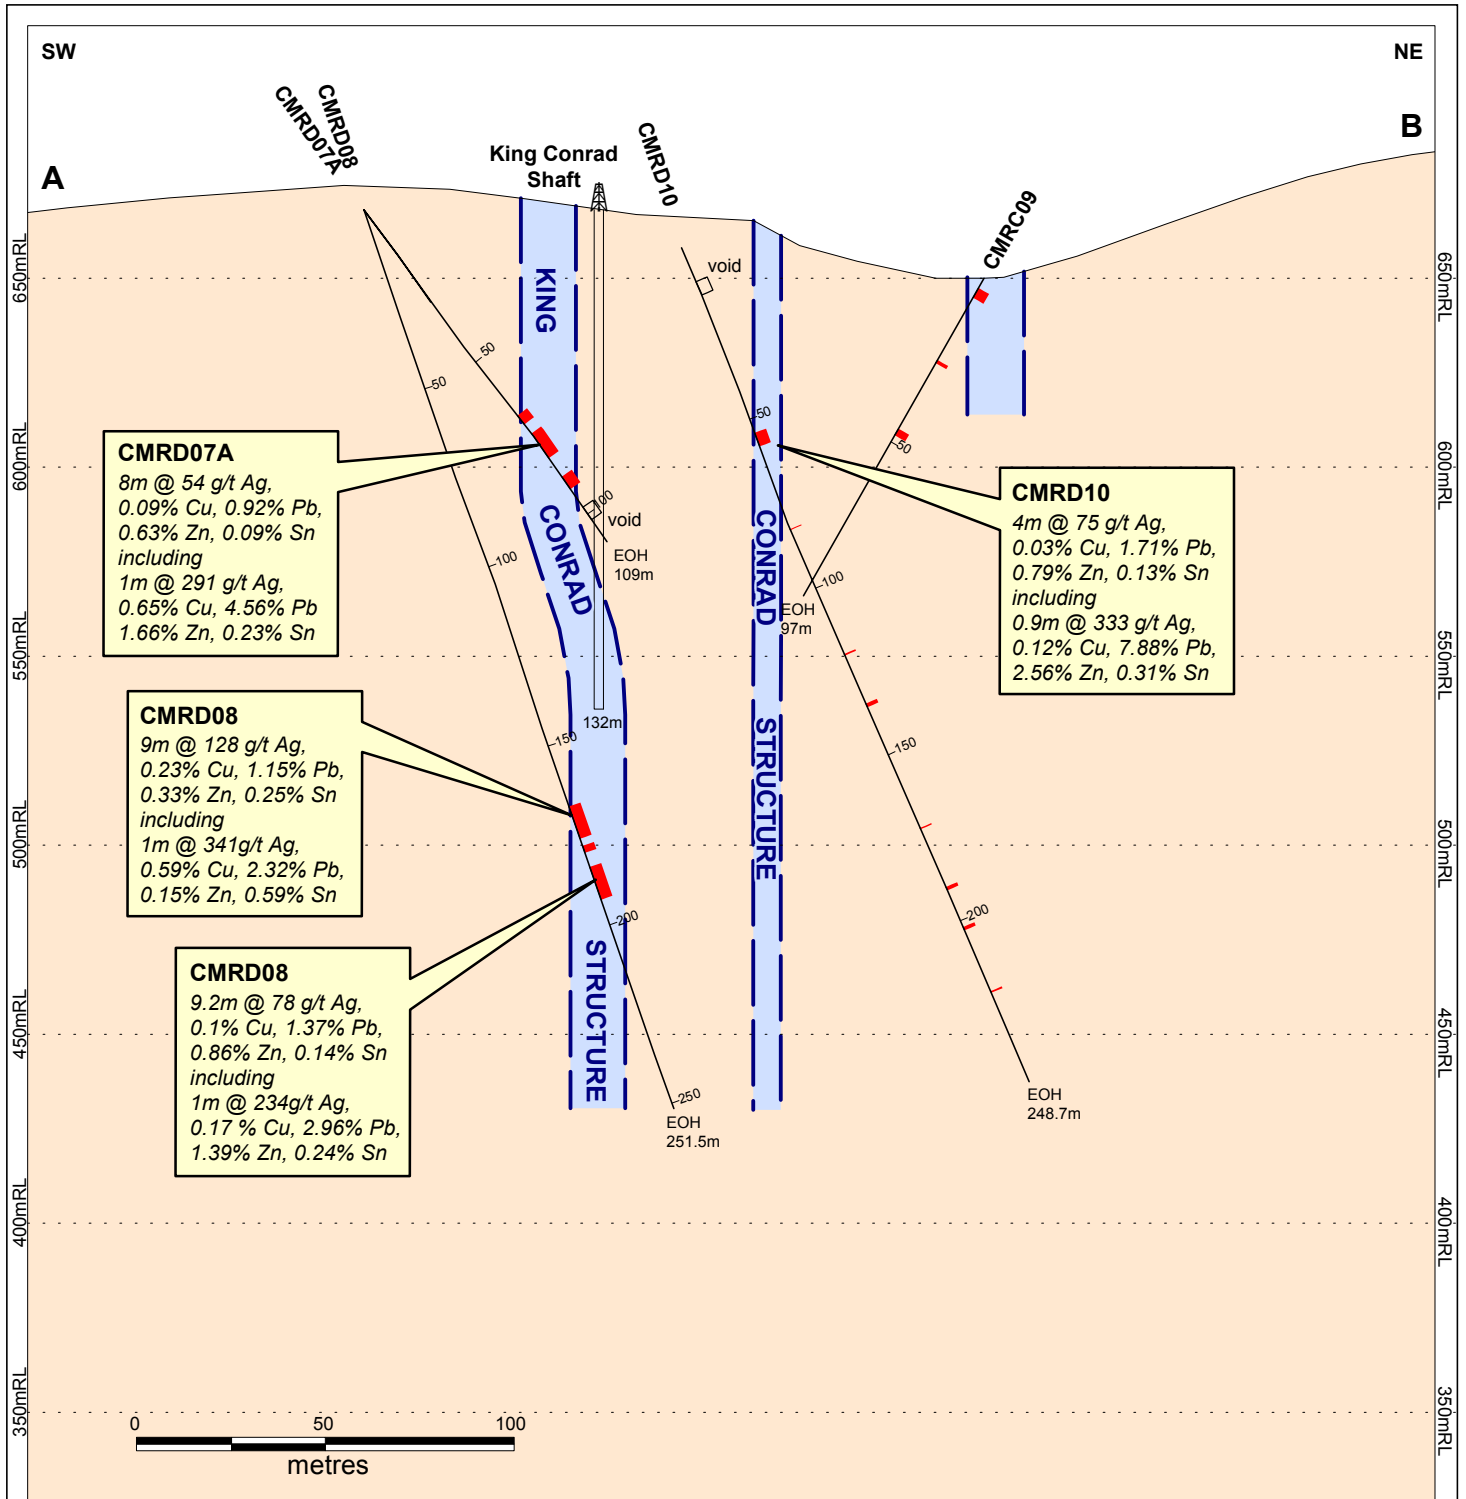 SW
NE
CMRD08
CMRD07A
King Conrad
Shaft
CMRD10
B
A
CMRC09
650mRL
650mRL
void
KING
50
50
50
50
600mRL
600mRL
CMRD07A
8m @ 54 g/t Ag,
0.09% Cu, 0.92% Pb,
0.63% Zn, 0.09% Sn
including
1m @ 291 g/t Ag,
0.65% Cu, 4.56% Pb
1.66% Zn, 0.23% Sn
CMRD10
4m @ 75 g/t Ag,
0.03% Cu, 1.71% Pb,
0.79% Zn, 0.13% Sn
including
0.9m @ 333 g/t Ag,
0.12% Cu, 7.88% Pb,
2.56% Zn, 0.31% Sn
100
void
CONRAD
CONRAD
EOH
109m
100
100
EOH
97m
550mRL
550mRL
CMRD08
9m @ 128 g/t Ag,
0.23% Cu, 1.15% Pb,
0.33% Zn, 0.25% Sn
including
1m @ 341g/t Ag,
0.59% Cu, 2.32% Pb,
0.15% Zn, 0.59% Sn
132m
150
150
STRUCTURE
500mRL
500mRL
200
200
CMRD08
9.2m @ 78 g/t Ag,
0.1% Cu, 1.37% Pb,
0.86% Zn, 0.14% Sn
including
1m @ 234g/t Ag,
0.17 % Cu, 2.96% Pb,
1.39% Zn, 0.24% Sn
STRUCTURE
450mRL
450mRL
250
EOH
251.5m
EOH
248.7m
400mRL
400mRL
350mRL
350mRL
0 50 100
metres